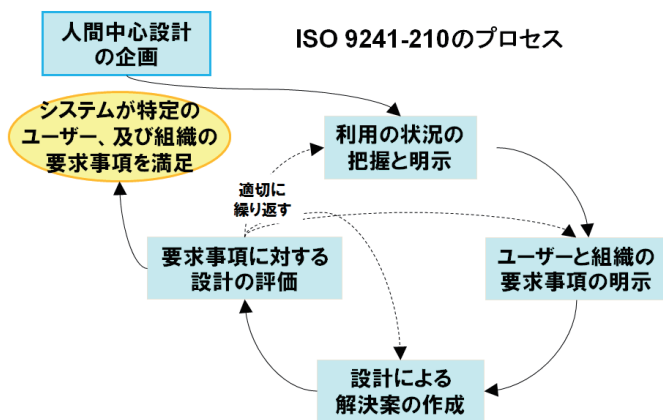 人間中心設計
の企画
ISO 9241-210のプロセス
システムが特定の
ユーザー、及び組織の
要求事項を満足
利用の状況の
把握と明示
適切に
繰り返す
要求事項に対する
設計の評価
ユーザーと組織の
要求事項の明示
設計による
解決案の作成